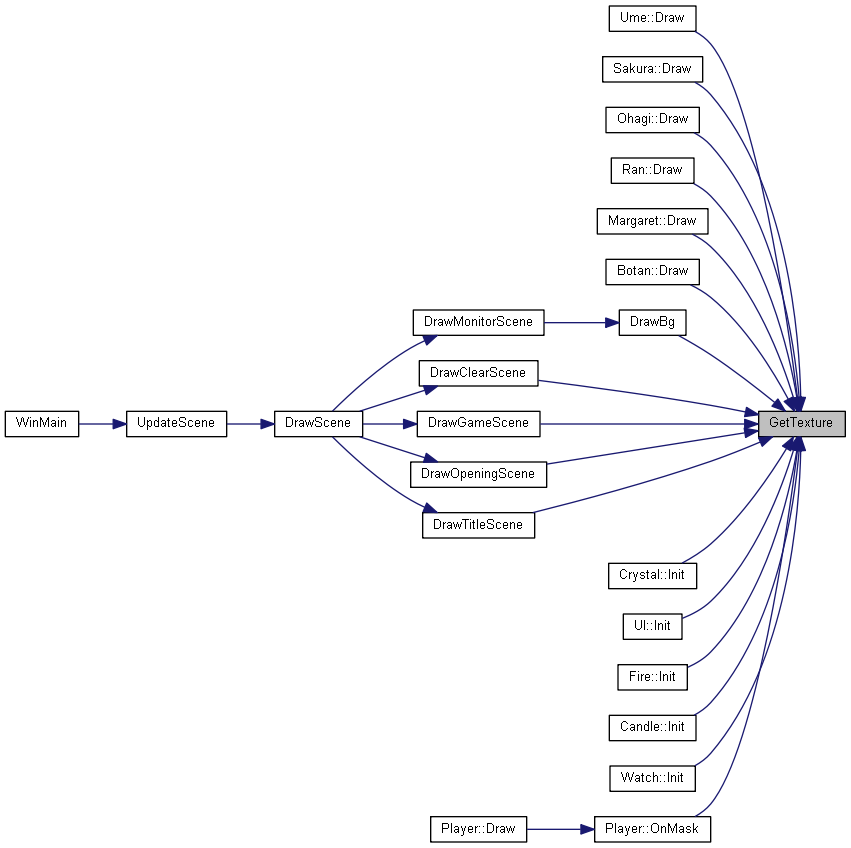 Ume::Draw
Sakura::Draw
Ohagi::Draw
Ran::Draw
Margaret::Draw
Botan::Draw
DrawMonitorScene
DrawBg
DrawClearScene
WinMain
UpdateScene
DrawScene
DrawGameScene
GetTexture
DrawOpeningScene
DrawTitleScene
Crystal::Init
UI::Init
Fire::Init
Candle::Init
Watch::Init
Player::Draw
Player::OnMask